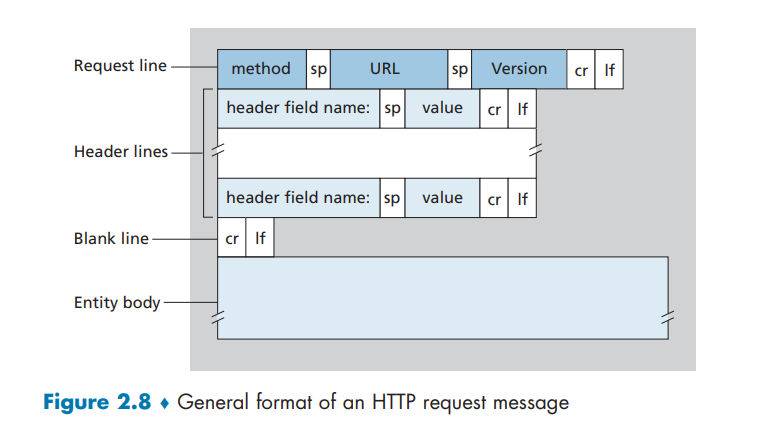 Request line method sp URL sp Version cr lf
header field name: sp value cr lf
Header lines
header field name: sp value cr lf
Blank line cr lf
Entity body
Figure 2.8 ♦ General format of an HTTP request message